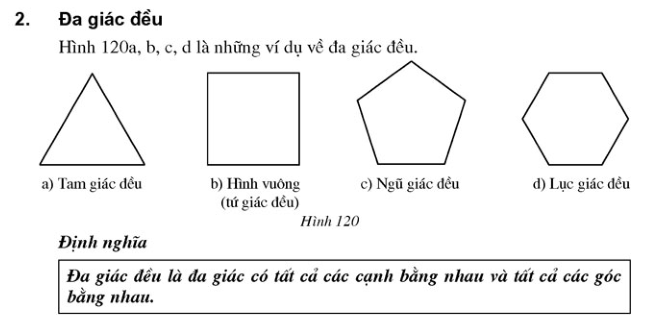 2. Đa giác đều
Hình 120a, b, c, d là những ví dụ về đa giác đều.
a) Tam giác đều
b) Hình vuông
(tứ giác đều)
c) Ngũ giác đều
d) Lục giác đều
Hình 120
Định nghĩa
Đa giác đều là đa giác có tất cả các cạnh bằng nhau và tất cả các góc
bằng nhau.